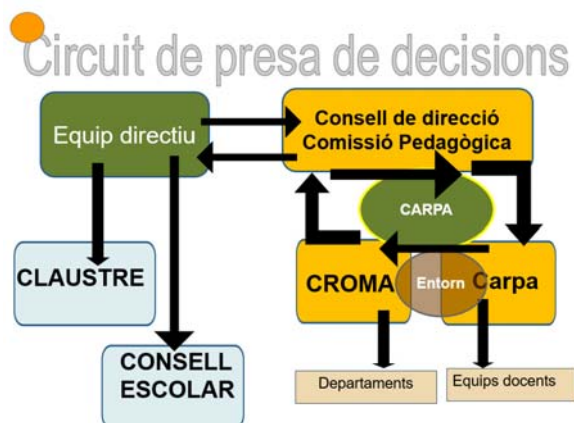 Circuit de presa de decisions
Equip directiu
Consell de direcció
Comissió Pedagògica
CARPA
CLAUSTRE
CROMA
Entorn
Carpa
CONSELL
ESCOLAR
Departaments
Equips docents